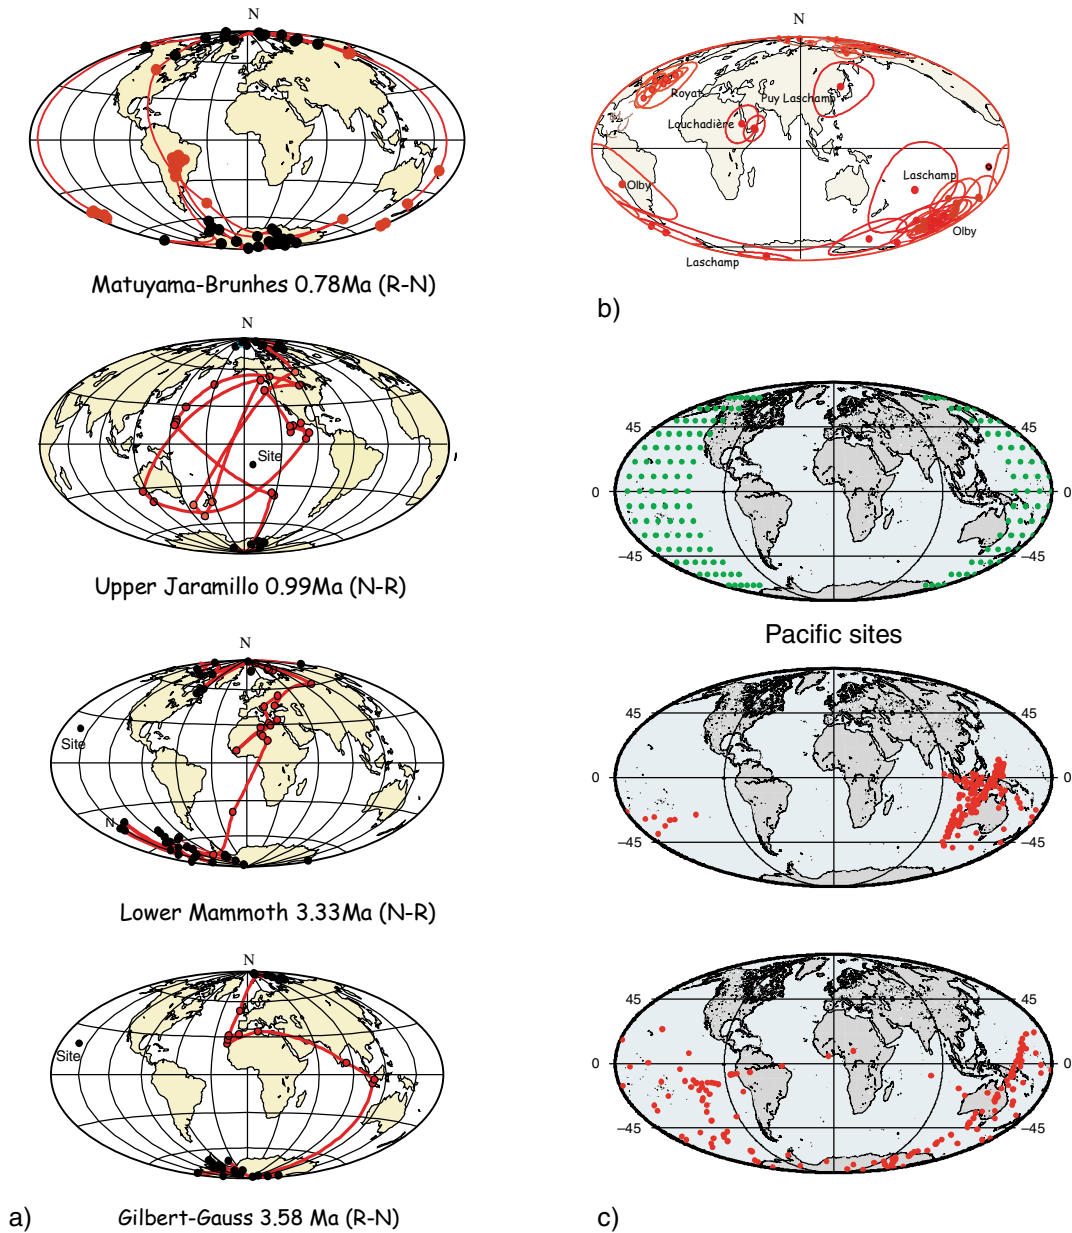 N
Matuyama-Brunhes 0.78Ma (R-N)
N
Site
Upper Jaramillo 0.99Ma (N-R)
N
Site
N
Lower Mammoth 3.33Ma (N-R)
N
Site
a)
Gilbert-Gauss 3.58 Ma (R-N)
N
Royat
Puy Laschamp
Louchadière
Laschamp
Olby
Olby
Laschamp
b)
45
45
0
0
−45
−45
Pacific sites
45
45
0
0
−45
−45
45
45
0
0
−45
−45
c)